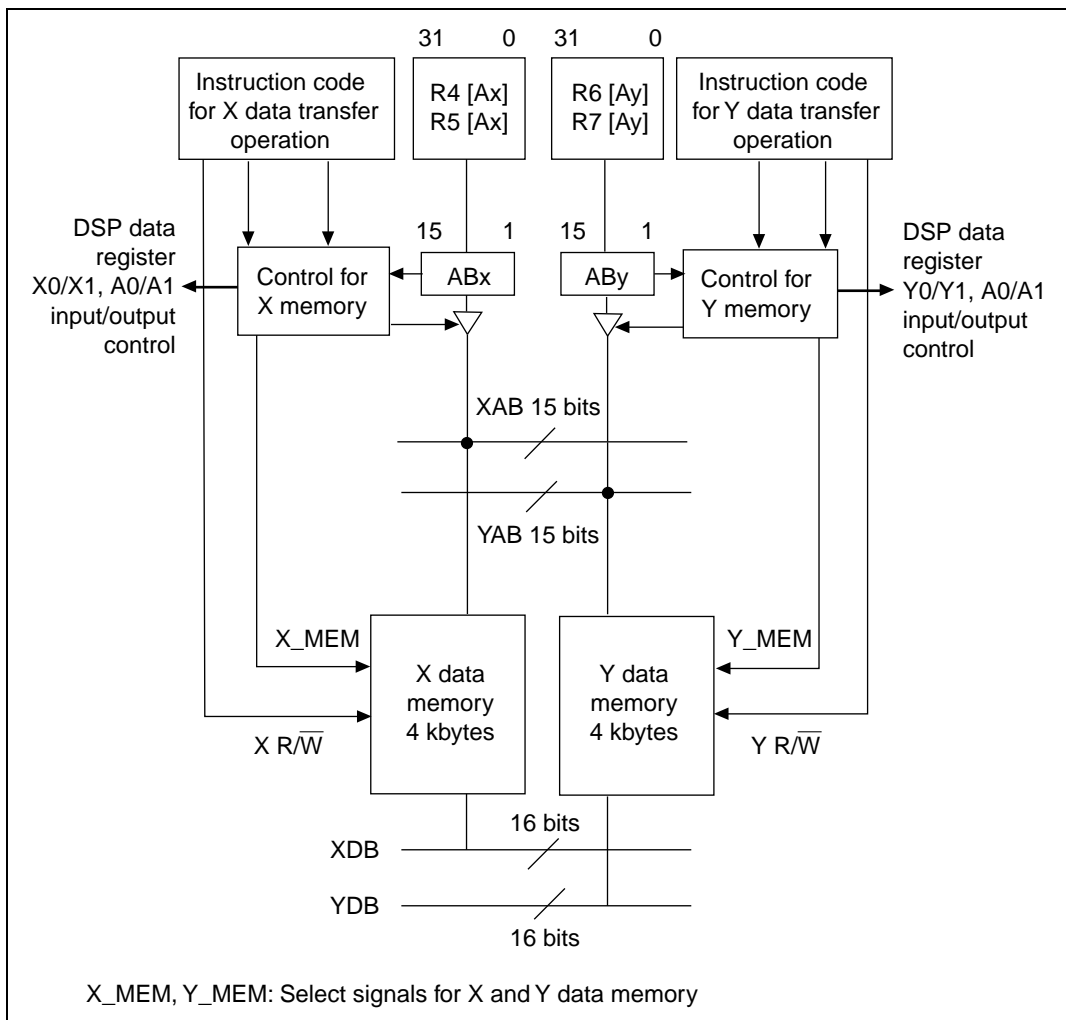 31 0
31 0
Instruction code
for X data transfer
operation
R4 [Ax]
R5 [Ax]
R6 [Ay]
R7 [Ay]
Instruction code
for Y data transfer
operation
DSP data
register
X0/X1, A0/A1
input/output
control
Control for
X memory
15 1
ABx
15 1
ABy
Control for
Y memory
DSP data
register
Y0/Y1, A0/A1
input/output
control
XAB 15 bits
YAB 15 bits
X_MEM
X R/W̅
X data
memory
4 kbytes
Y data
memory
4 kbytes
Y_MEM
Y R/W̅
16 bits
XDB
YDB
16 bits
X_MEM, Y_MEM: Select signals for X and Y data memory